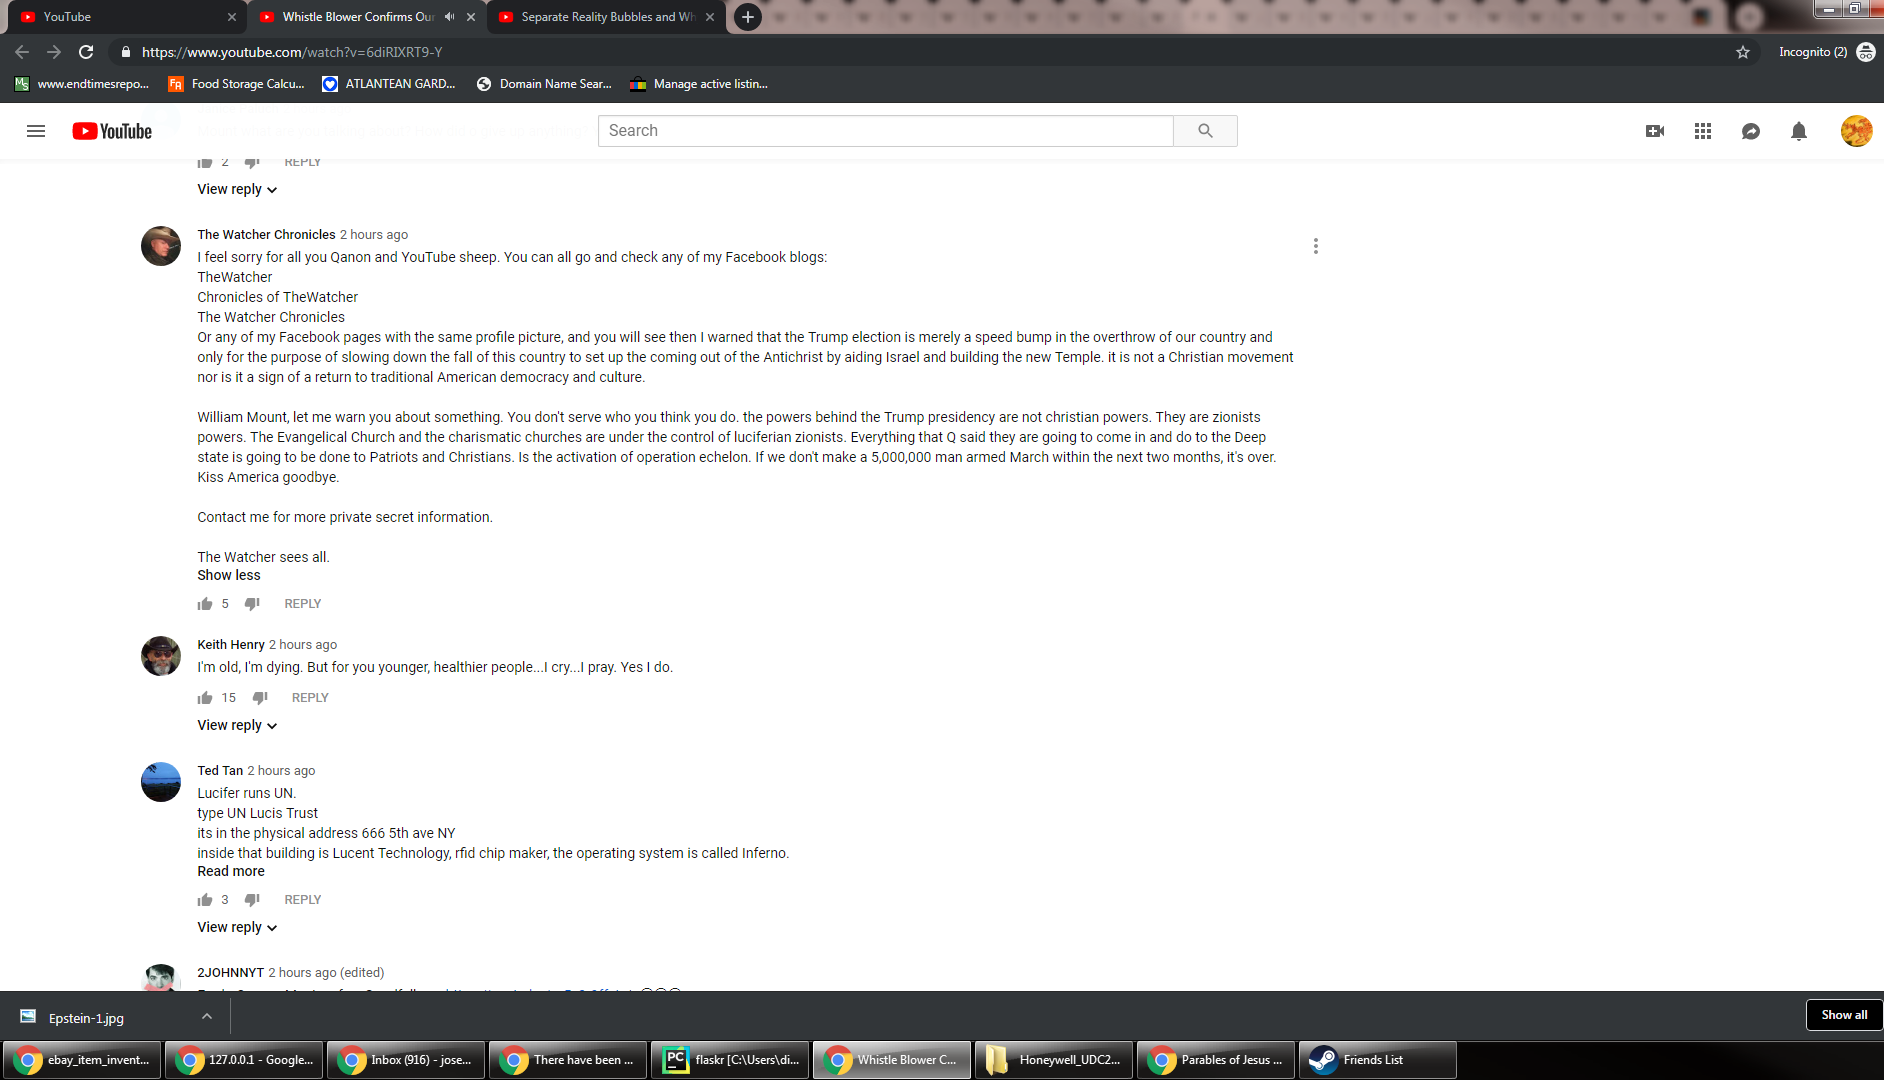 YouTube
Whistle Blower Confirms Our
Separate Reality Bubbles and Wh
https://www.youtube.com/watch?v=6diRIXRT9-Y
Incognito (2)
www.endtimesrepo...
Food Storage Calcu...
ATLANTEAN GARD...
Domain Name Sear...
Manage active listin...
YouTube
Search
2 REPLY
View reply
The Watcher Chronicles 2 hours ago
I feel sorry for all you Qanon and YouTube sheep. You can all go and check any of my Facebook blogs:
TheWatcher
Chronicles of TheWatcher
The Watcher Chronicles
Or any of my Facebook pages with the same profile picture, and you will see then I warned that the Trump election is merely a speed bump in the overthrow of our country and
only for the purpose of slowing down the fall of this country to set up the coming out of the Antichrist by aiding Israel and building the new Temple. it is not a Christian movement
nor is it a sign of a return to traditional American democracy and culture.
William Mount, let me warn you about something. You don't serve who you think you do. the powers behind the Trump presidency are not christian powers. They are zionists
powers. The Evangelical Church and the charismatic churches are under the control of luciferian zionists. Everything that Q said they are going to come in and do to the Deep
state is going to be done to Patriots and Christians. Is the activation of operation echelon. If we don't make a 5,000,000 man armed March within the next two months, it's over.
Kiss America goodbye.
Contact me for more private secret information.
The Watcher sees all.
Show less
5 REPLY
Keith Henry 2 hours ago
I'm old, I'm dying. But for you younger, healthier people...I cry...I pray. Yes I do.
15 REPLY
View reply
Ted Tan 2 hours ago
Lucifer runs UN.
type UN Lucis Trust
its in the physical address 666 5th ave NY
inside that building is Lucent Technology, rfid chip maker, the operating system is called Inferno.
Read more
3 REPLY
View reply
2JOHNNYT 2 hours ago (edited)
Epstein-1.jpg
Show all
ebay_item_invent...
127.0.0.1 - Google...
Inbox (916) - jose...
There have been ...
PC flaskr [C:\Users\di...
Whistle Blower C...
Honeywell_UDC2...
Parables of Jesus ...
Friends List